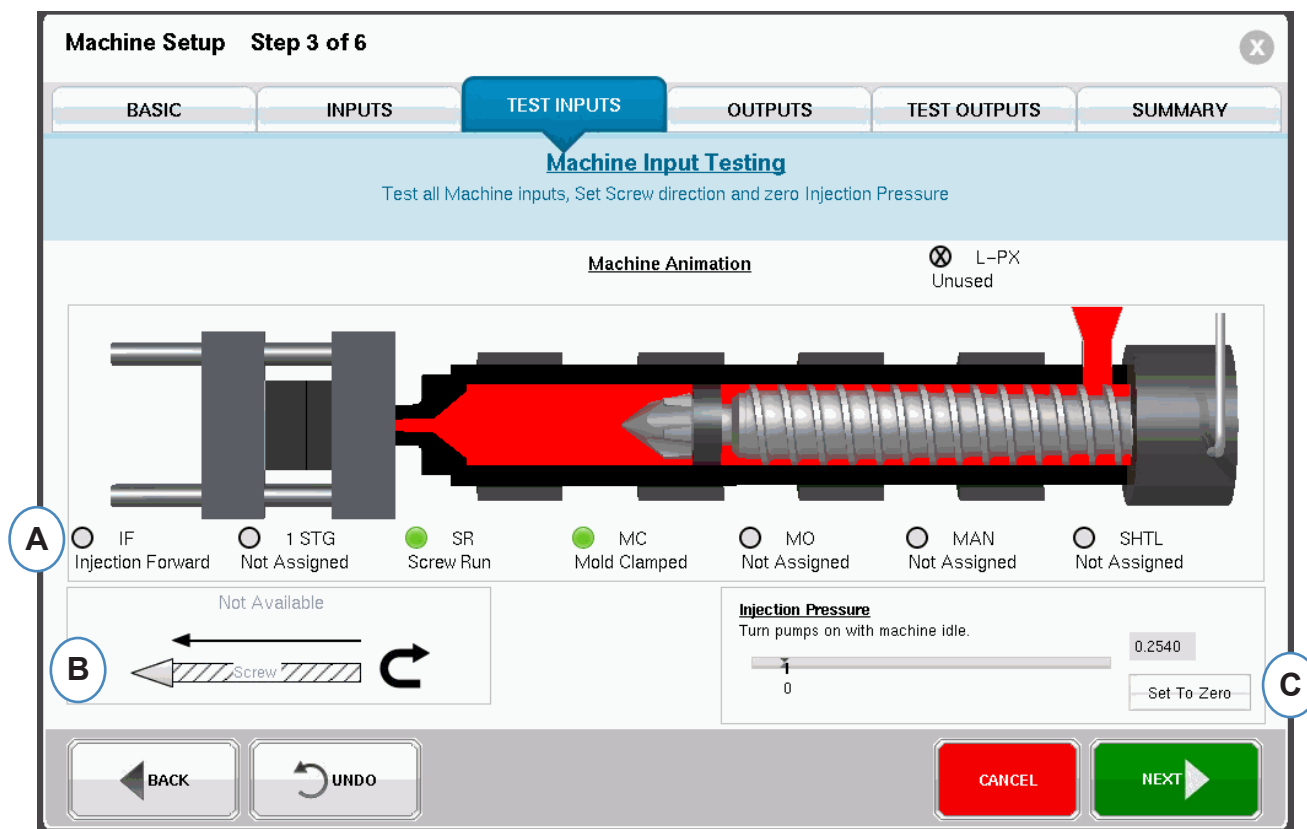 Machine Setup Step 3 of 6
X
BASIC INPUTS TEST INPUTS OUTPUTS TEST OUTPUTS SUMMARY
Machine Input Testing
Test all Machine inputs, Set Screw direction and zero Injection Pressure
Machine Animation
L-PX
Unused
A
IF 1 STG SR MC MO MAN SHTL
Injection Forward Not Assigned Screw Run Mold Clamped Not Assigned Not Assigned Not Assigned
Not Available
B
Screw
Injection Pressure
Turn pumps on with machine idle.
0.2540
0
Set To Zero
C
BACK UNDO CANCEL NEXT